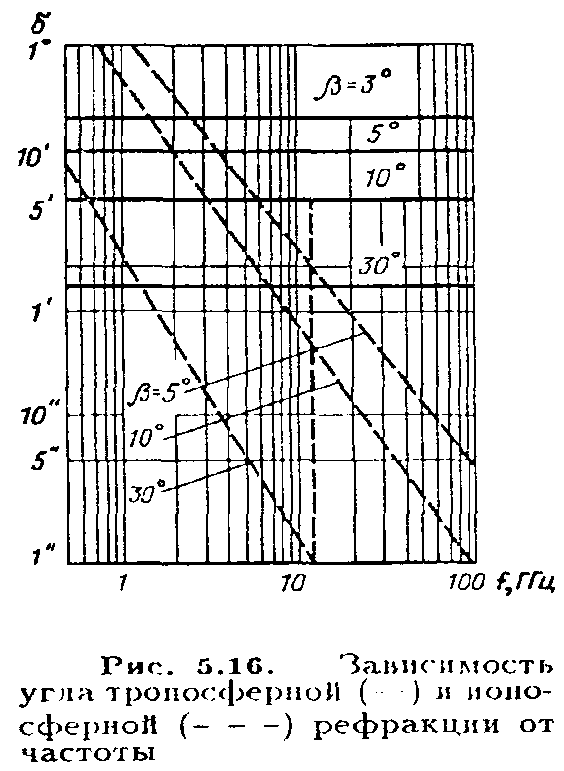 δ
1°
β=3°
5°
10'
10°
5'
30°
1'
β=5°
10"
10°
5"
30°
1"
1 10 100 f, ГГц
Рис. 5.16. Зависимость
угла тропосферной (— —) и ионо-
сферной (– – –) рефракции от
частоты